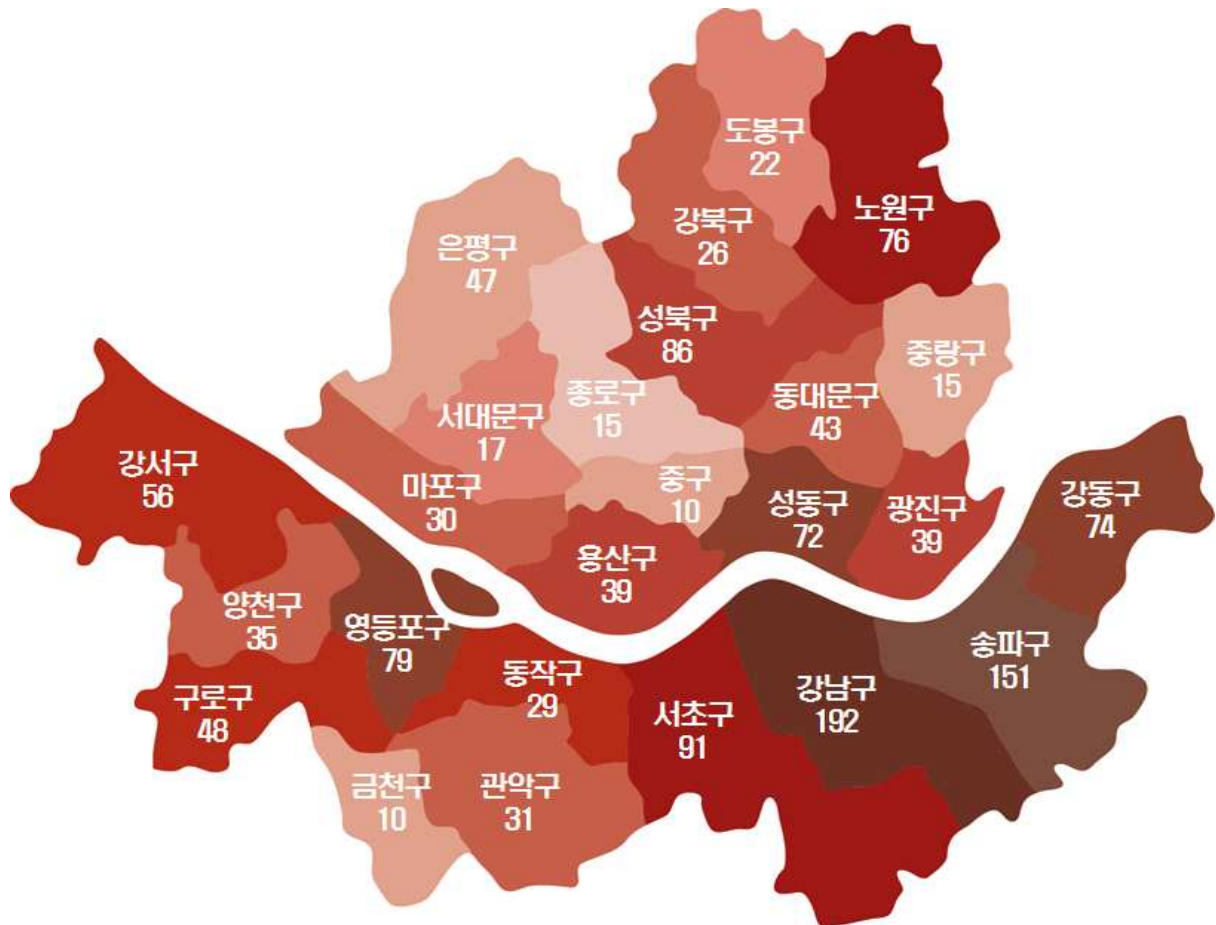 도봉구
22
노원구
76
강북구
26
은평구
47
성북구
86
중랑구
15
종로구
15
동대문구
43
서대문구
17
강서구
56
마포구
30
중구
10
성동구
72
광진구
39
강동구
74
용산구
39
양천구
35
영등포구
79
송파구
151
동작구
29
강남구
192
구로구
48
서초구
91
금천구
10
관악구
31